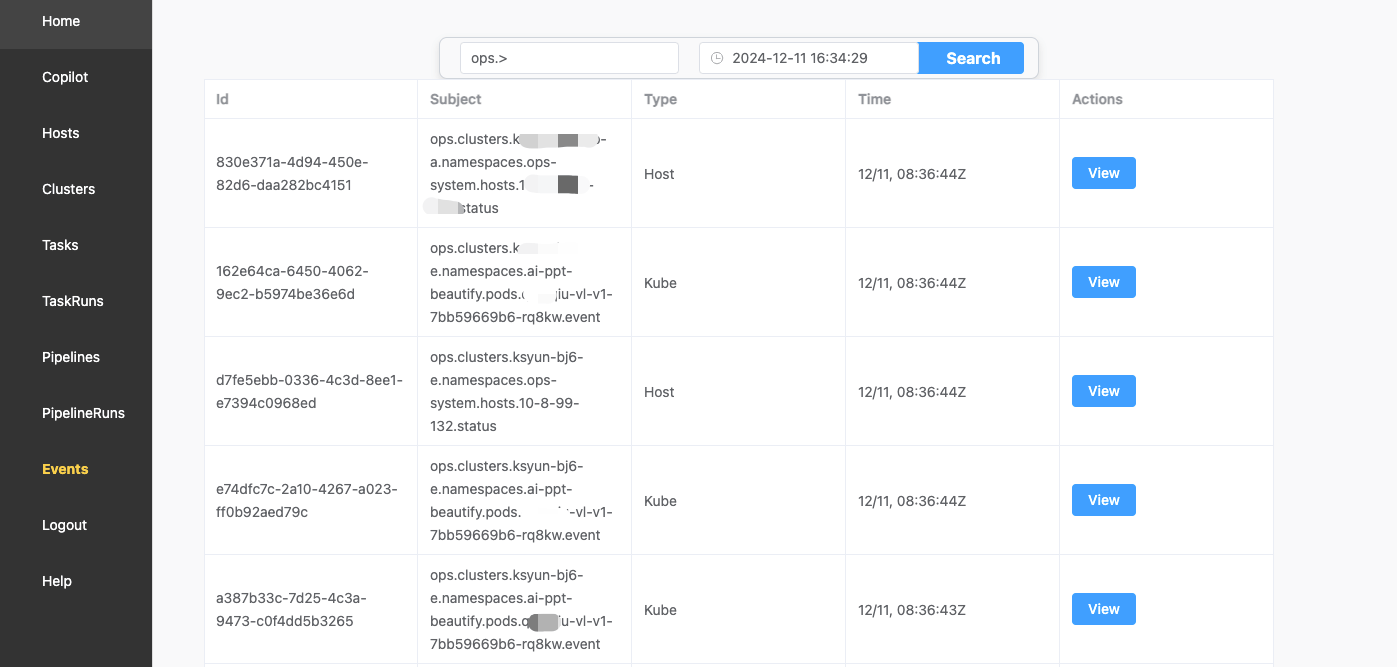 Home
Copilot
Hosts
Clusters
Tasks
TaskRuns
Pipelines
PipelineRuns
Events
Logout
Help
ops.>
2024-12-11 16:34:29
Search
Id
Subject
Type
Time
Actions
830e371a-4d94-450e-
82d6-daa282bc4151
ops.clusters.k
a.namespaces.ops-
system.hosts.1
status
Host
12/11, 08:36:44Z
View
162e64ca-6450-4062-
9ec2-b5974be36e6d
ops.clusters.k
e.namespaces.ai-ppt-
beautify.pods. iu-vl-v1-
7bb59669b6-rq8kw.event
Kube
12/11, 08:36:44Z
View
d7fe5ebb-0336-4c3d-8ee1-
e7394c0968ed
ops.clusters.ksyun-bj6-
e.namespaces.ops-
system.hosts.10-8-99-
132.status
Host
12/11, 08:36:44Z
View
e74dfc7c-2a10-4267-a023-
ff0b92aed79c
ops.clusters.ksyun-bj6-
e.namespaces.ai-ppt-
beautify.pods. -vl-v1-
7bb59669b6-rq8kw.event
Kube
12/11, 08:36:44Z
View
a387b33c-7d25-4c3a-
9473-c0f4dd5b3265
ops.clusters.ksyun-bj6-
e.namespaces.ai-ppt-
beautify.pods.q iu-vl-v1-
7bb59669b6-rq8kw.event
Kube
12/11, 08:36:43Z
View